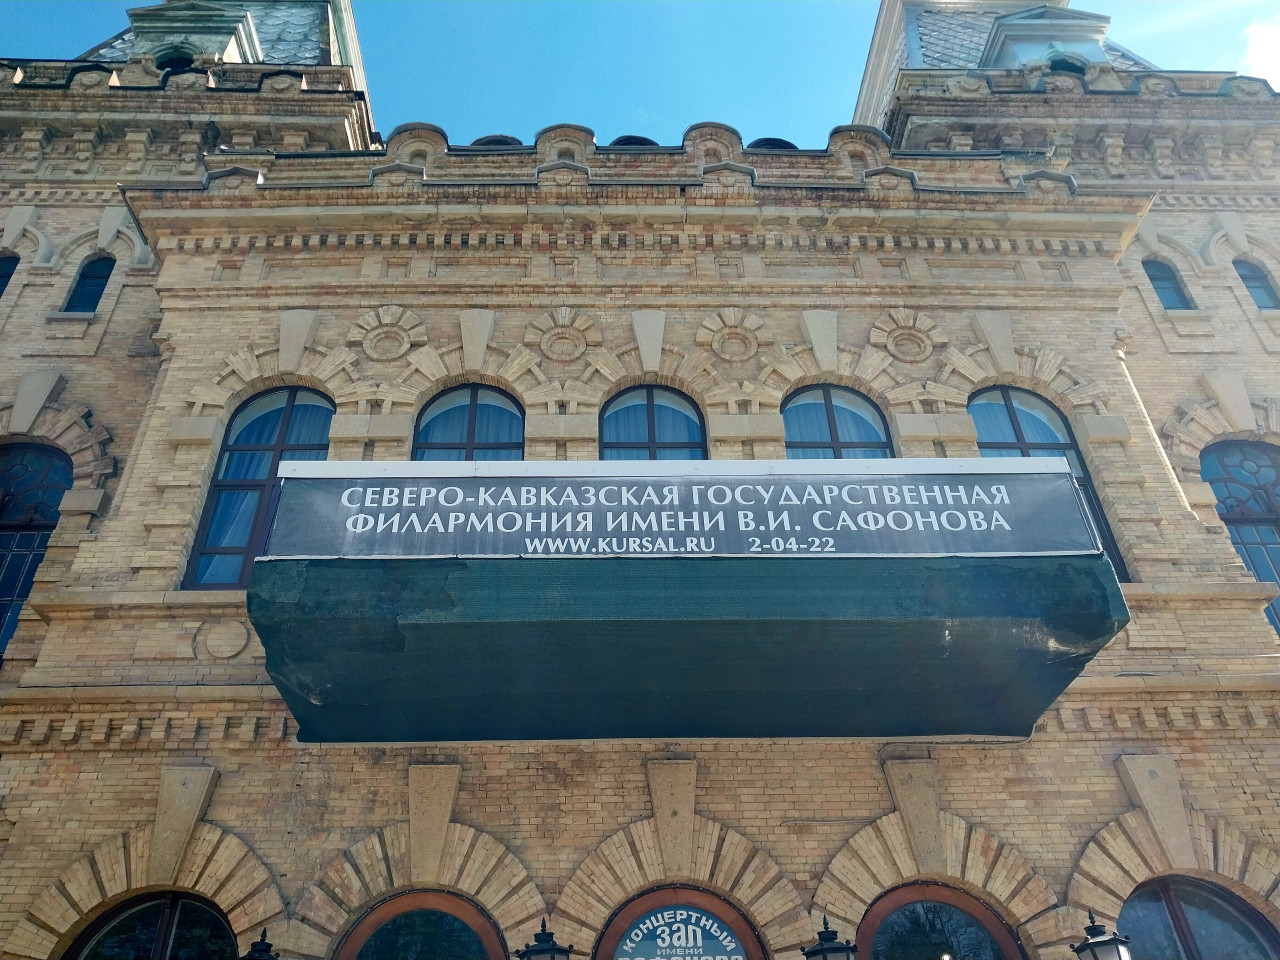 СЕВЕРО-КАВКАЗСКАЯ ГОСУДАРСТВЕННАЯ
ФИЛАРМОНИЯ ИМЕНИ В.И. САФОНОВА
WWW.KURSAL.RU 2-04-22
КОНЦЕРТНЫЙ
ЗАЛ
ИМЕНИ